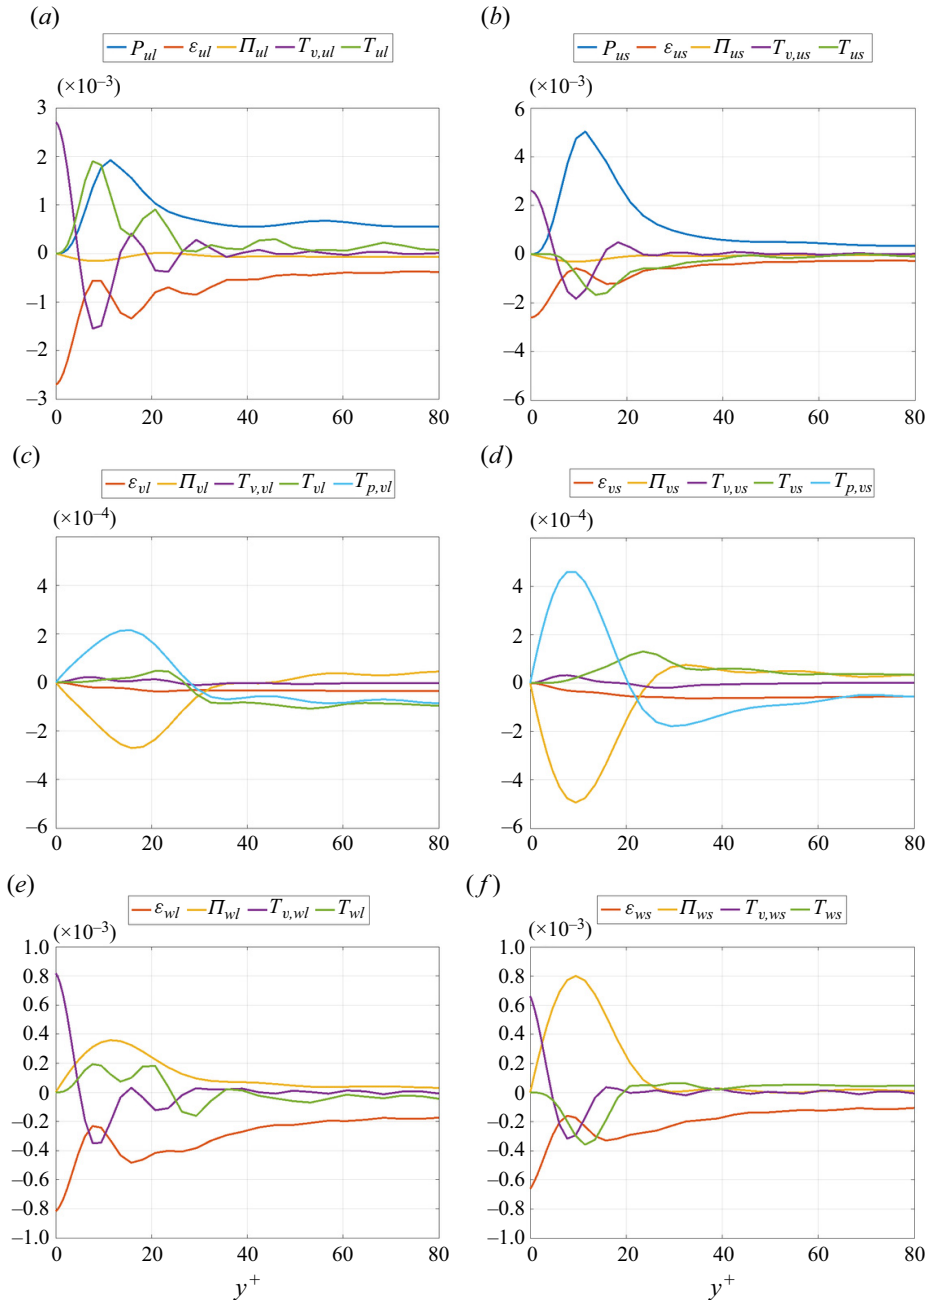 (a)
P_ul ε_ul Π_ul T_v,ul T_ul
(×10⁻³)
3
2
1
0
–1
–2
–3
0 20 40 60 80
(b)
P_us ε_us Π_us T_v,us T_us
(×10⁻³)
6
4
2
0
–2
–4
–6
0 20 40 60 80
(c)
ε_vl Π_vl T_v,vl T_vl T_p,vl
(×10⁻⁴)
4
2
0
–2
–4
–6
0 20 40 60 80
(d)
ε_vs Π_vs T_v,vs T_vs T_p,vs
(×10⁻⁴)
4
2
0
–2
–4
–6
0 20 40 60 80
(e)
ε_wl Π_wl T_v,wl T_wl
(×10⁻³)
1.0
0.8
0.6
0.4
0.2
0
–0.2
–0.4
–0.6
–0.8
–1.0
0 20 40 60 80
y⁺
(f)
ε_ws Π_ws T_v,ws T_ws
(×10⁻³)
1.0
0.8
0.6
0.4
0.2
0
–0.2
–0.4
–0.6
–0.8
–1.0
0 20 40 60 80
y⁺